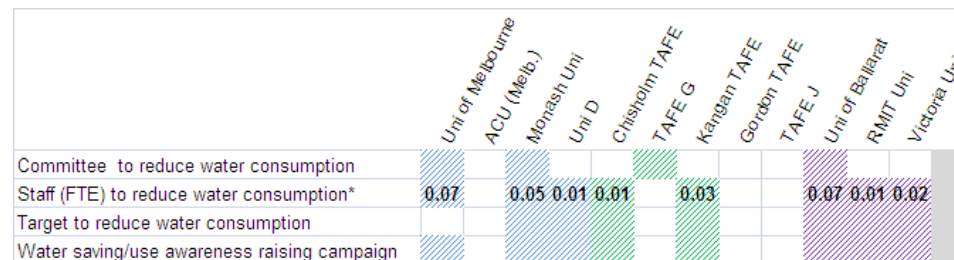 Uni of Melbourne
ACU (Melb.)
Monash Uni
Uni D
Chisholm TAFE
TAFE G
Kangan TAFE
Gordon TAFE
TAFE J
Uni of Ballarat
RMIT Uni
Victoria Uni
Committee to reduce water consumption
Staff (FTE) to reduce water consumption* 0.07 0.05 0.01 0.01 0.03 0.07 0.01 0.02
Target to reduce water consumption
Water saving/use awareness raising campaign